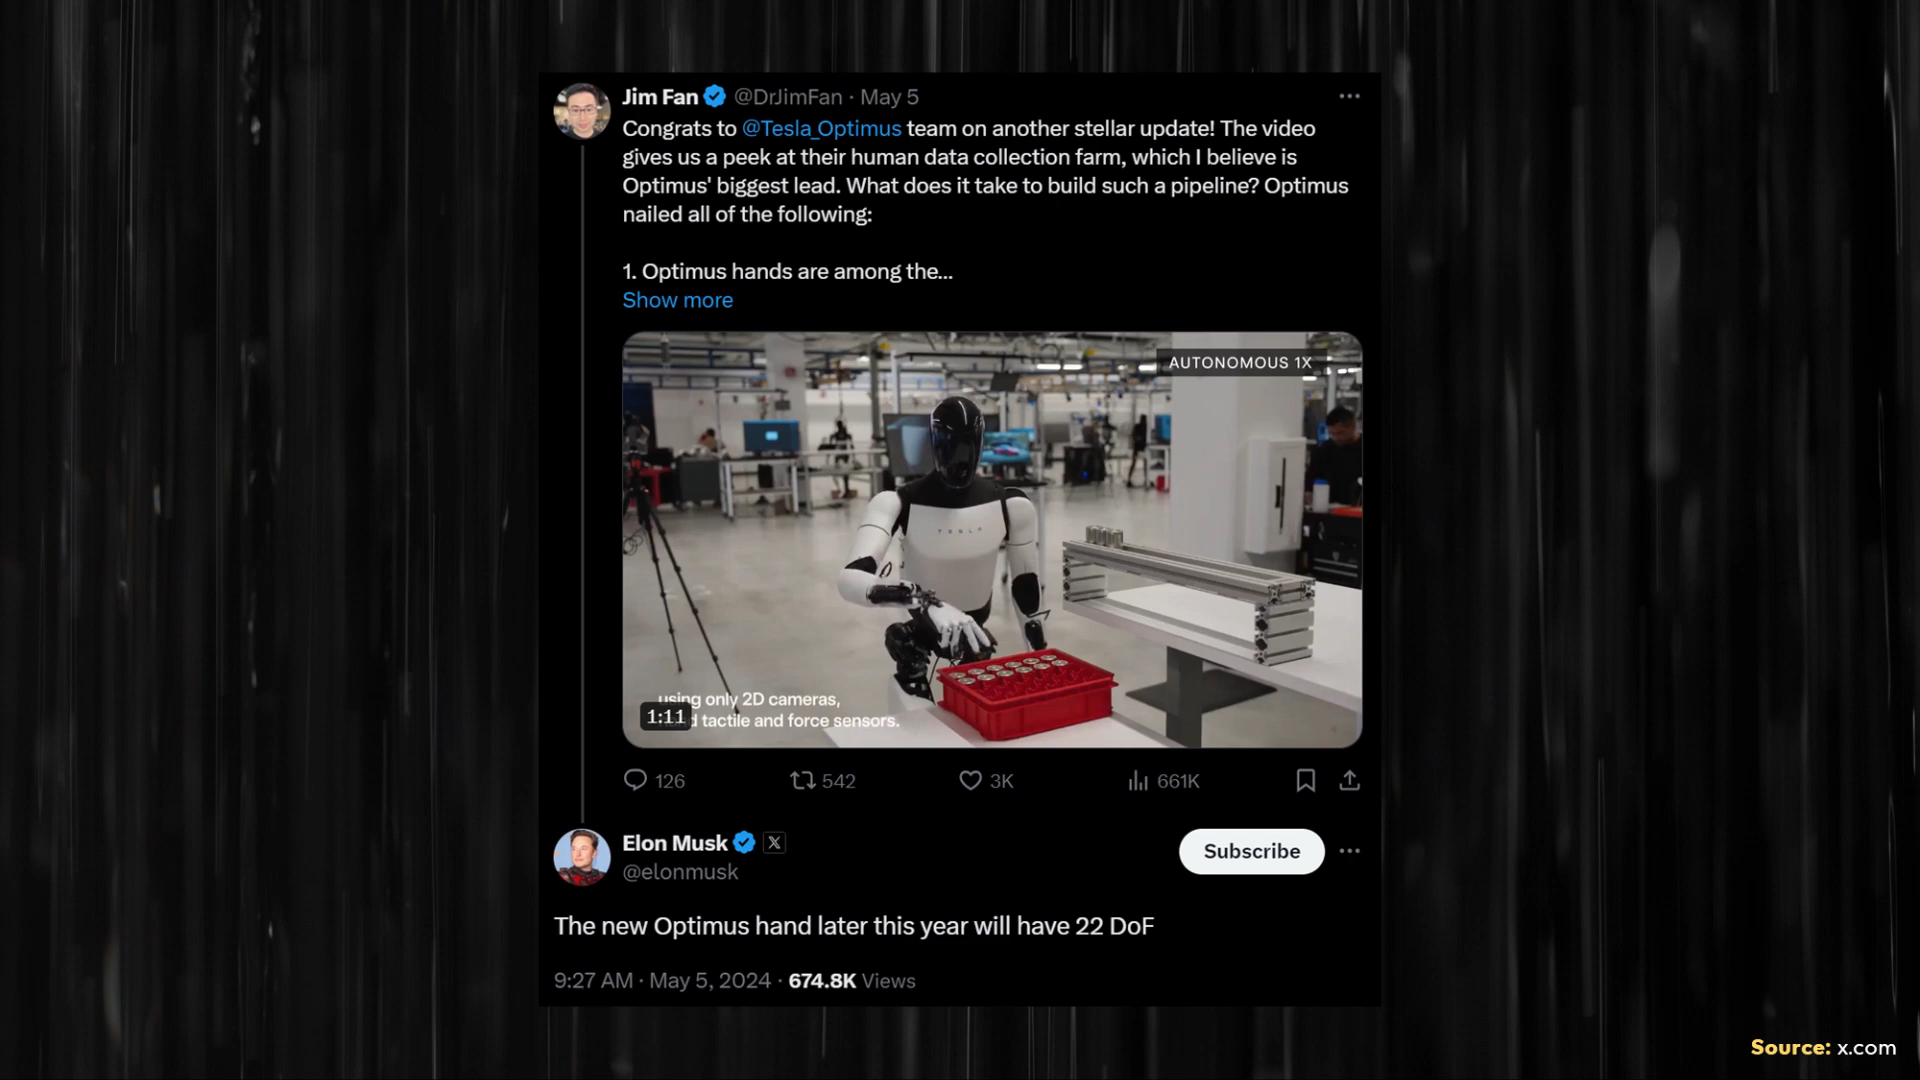 Jim Fan @DrJimFan · May 5
Congrats to @Tesla_Optimus team on another stellar update! The video
gives us a peek at their human data collection farm, which I believe is
Optimus' biggest lead. What does it take to build such a pipeline? Optimus
nailed all of the following:
1. Optimus hands are among the...
Show more
AUTONOMOUS 1X
TESLA
using only 2D cameras,
1:11 tactile and force sensors.
126 542 3K 661K
Elon Musk
@elonmusk
Subscribe
The new Optimus hand later this year will have 22 DoF
9:27 AM · May 5, 2024 · 674.8K Views
Source: x.com